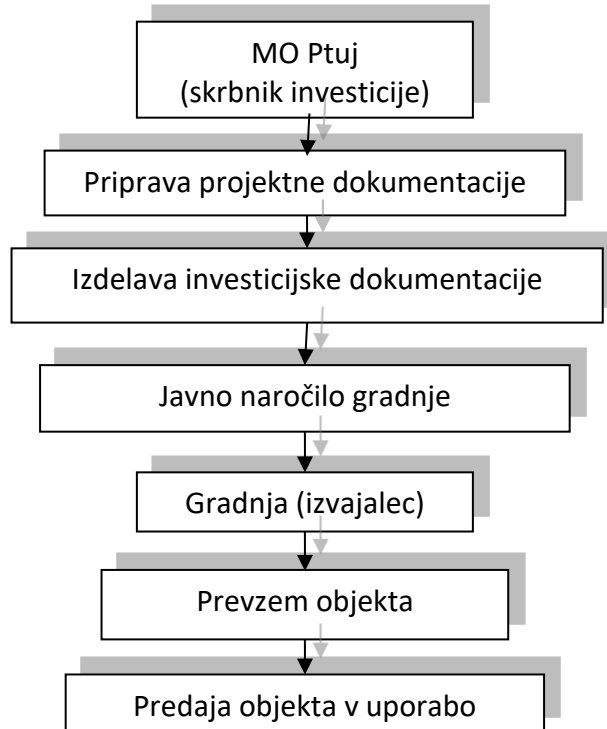 MO Ptuj
(skrbnik investicije)
Priprava projektne dokumentacije
Izdelava investicijske dokumentacije
Javno naročilo gradnje
Gradnja (izvajalec)
Prevzem objekta
Predaja objekta v uporabo